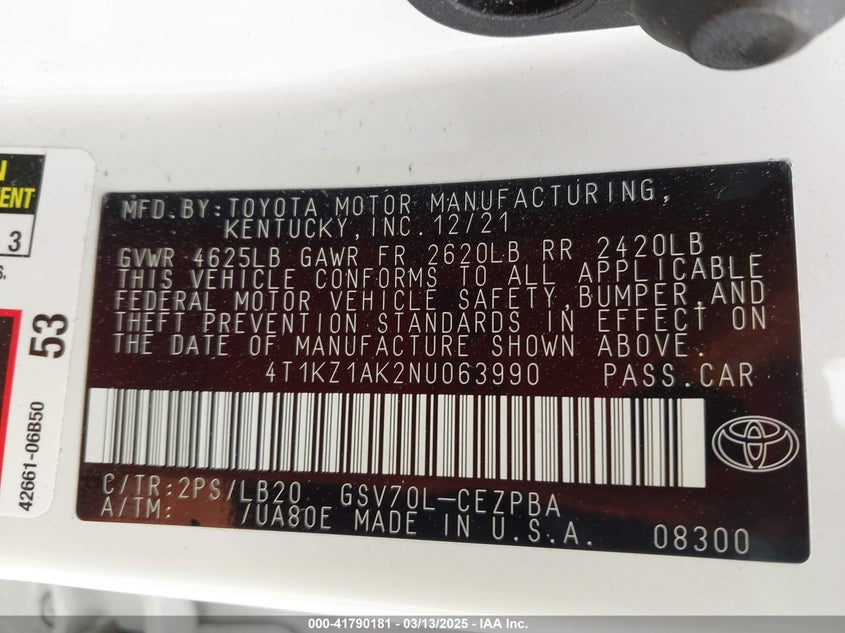 MFD.BY:TOYOTA MOTOR MANUFACTURING,
KENTUCKY,INC.12/21
GVWR 4625LB GAWR FR 2620LB RR 2420LB
THIS VEHICLE CONFORMS TO ALL APPLICABLE
FEDERAL MOTOR VEHICLE SAFETY,BUMPER,AND
THEFT PREVENTION STANDARDS IN EFFECT ON
THE DATE OF MANUFACTURE SHOWN ABOVE.
4T1KZ1AK2NU063990 PASS.CAR
C/TR:2PS/LB20 GSV70L-CEZPBA
A/TM: /UA80E MADE IN U.S.A. 08300
3
53
42661-06B50
000-41790181 - 03/13/2025 - IAA Inc.